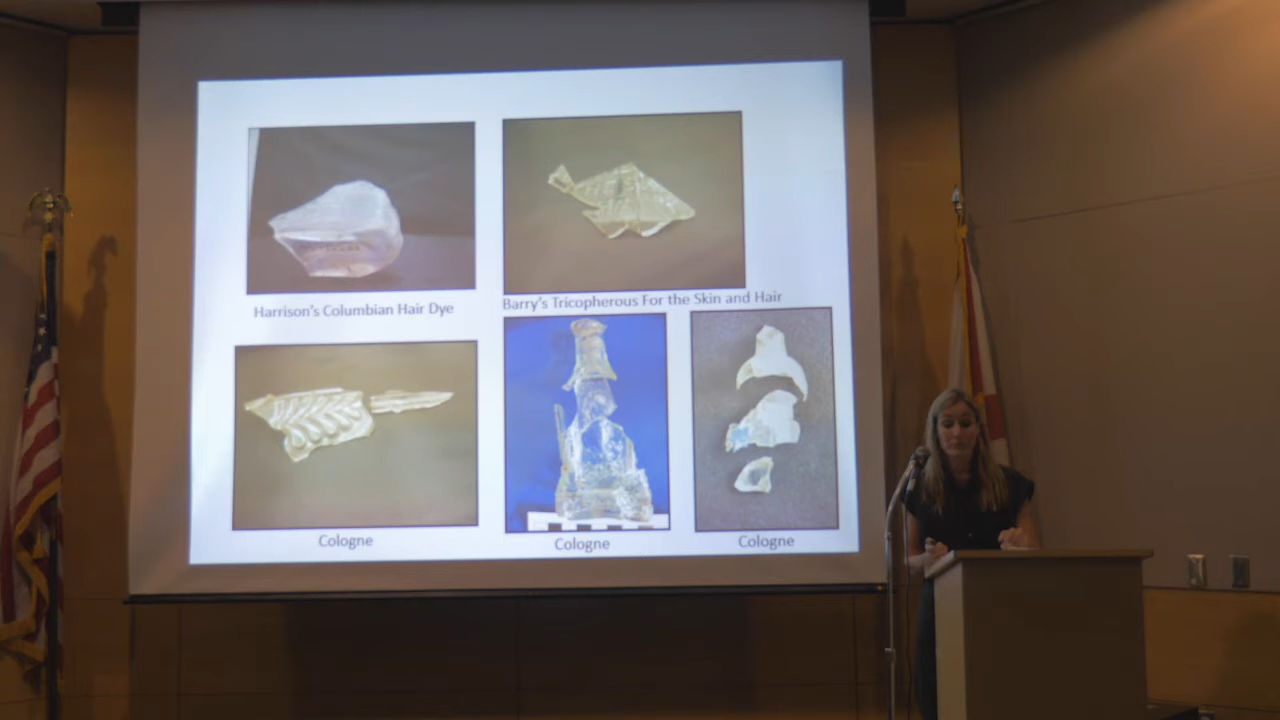 Harrison's Columbian Hair Dye
Barry's Tricopherous For the Skin and Hair
Cologne
Cologne
Cologne